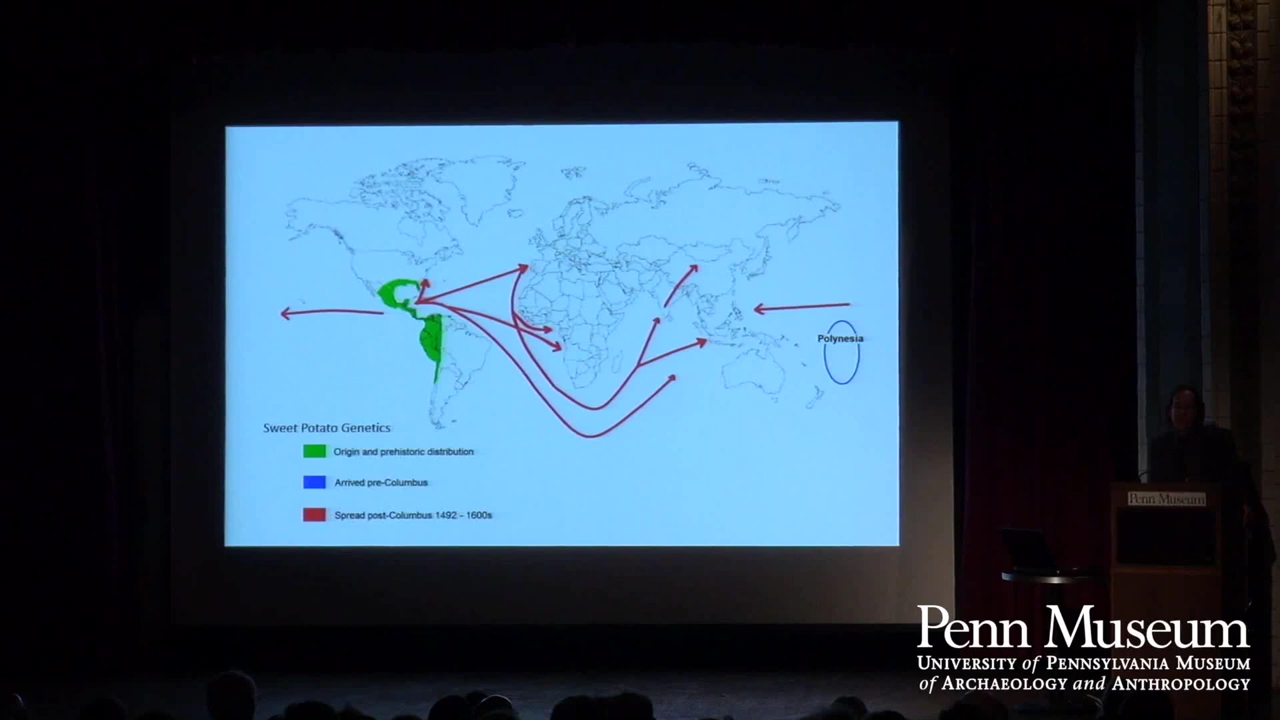 Polynesia
Sweet Potato Genetics
Origin and prehistoric distribution
Arrived pre-Columbus
Spread post-Columbus 1492 - 1600s
Penn Museum
Penn Museum
UNIVERSITY of PENNSYLVANIA MUSEUM
of ARCHAEOLOGY and ANTHROPOLOGY